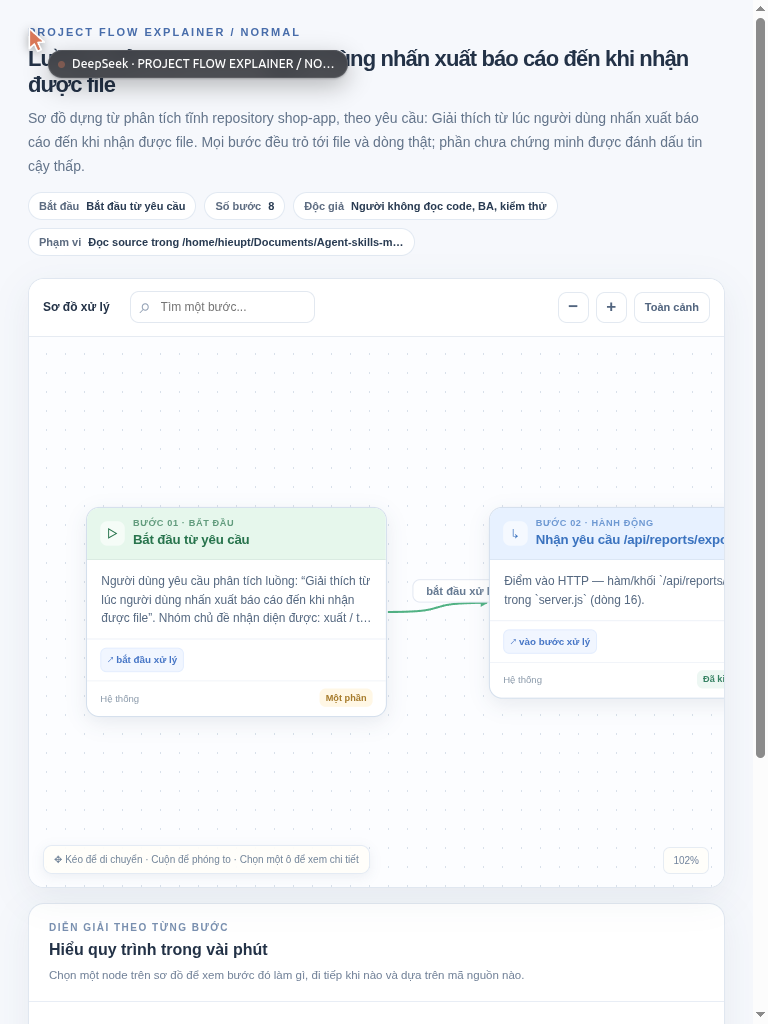 PROJECT FLOW EXPLAINER / NORMAL
DeepSeek · PROJECT FLOW EXPLAINER / NO…
nhấn xuất báo cáo đến khi nhận
được file
Sơ đồ dựng từ phân tích tĩnh repository shop-app, theo yêu cầu: Giải thích từ lúc người dùng nhấn xuất báo
cáo đến khi nhận được file. Mọi bước đều trỏ tới file và dòng thật; phần chưa chứng minh được đánh dấu tin
cậy thấp.
Bắt đầu Bắt đầu từ yêu cầu
Số bước 8
Độc giả Người không đọc code, BA, kiểm thử
Phạm vi Đọc source trong /home/hieupt/Documents/Agent-skills-m…
Sơ đồ xử lý
Tìm một bước...
− + Toàn cảnh
BƯỚC 01 · BẮT ĐẦU
Bắt đầu từ yêu cầu
Người dùng yêu cầu phân tích luồng: “Giải thích từ
lúc người dùng nhấn xuất báo cáo đến khi nhận
được file”. Nhóm chủ đề nhận diện được: xuất / t…
↗ bắt đầu xử lý
Hệ thống
Một phần
bắt đầu xử l
BƯỚC 02 · HÀNH ĐỘNG
Nhận yêu cầu /api/reports/expo
Điểm vào HTTP — hàm/khối `/api/reports/
trong `server.js` (dòng 16).
↗ vào bước xử lý
Hệ thống
Đã ki
✥ Kéo để di chuyển · Cuộn để phóng to · Chọn một ô để xem chi tiết
102%
DIỄN GIẢI THEO TỪNG BƯỚC
Hiểu quy trình trong vài phút
Chọn một node trên sơ đồ để xem bước đó làm gì, đi tiếp khi nào và dựa trên mã nguồn nào.